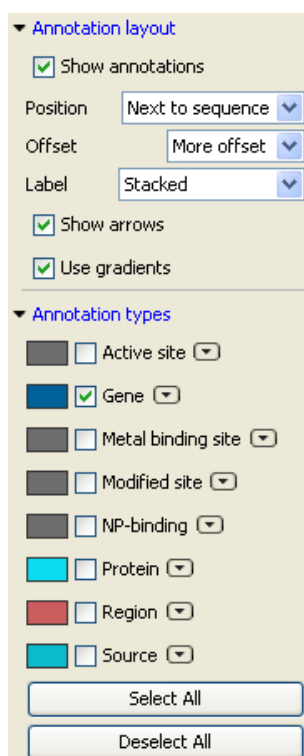 Annotation layout
Show annotations
Position Next to sequence
Offset More offset
Label Stacked
Show arrows
Use gradients
Annotation types
Active site
Gene
Metal binding site
Modified site
NP-binding
Protein
Region
Source
Select All
Deselect All